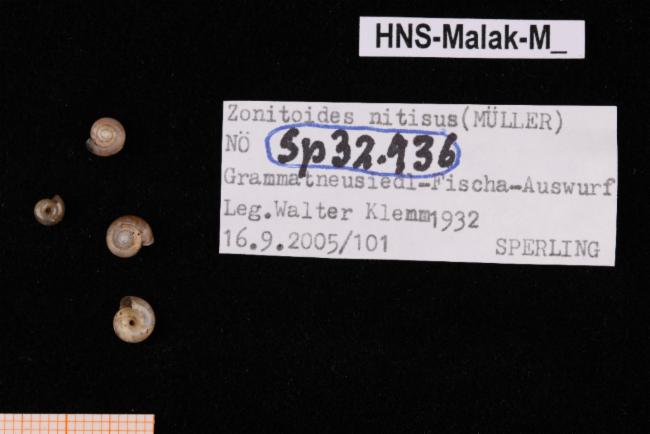 HNS-Malak-M_
Zonitoides nitisus(MÜLLER)
NÖ Sp32.936
Grammatneusiedl-Fischa-Auswurf
Leg.Walter Klemm1932
16.9.2005/101 SPERLING